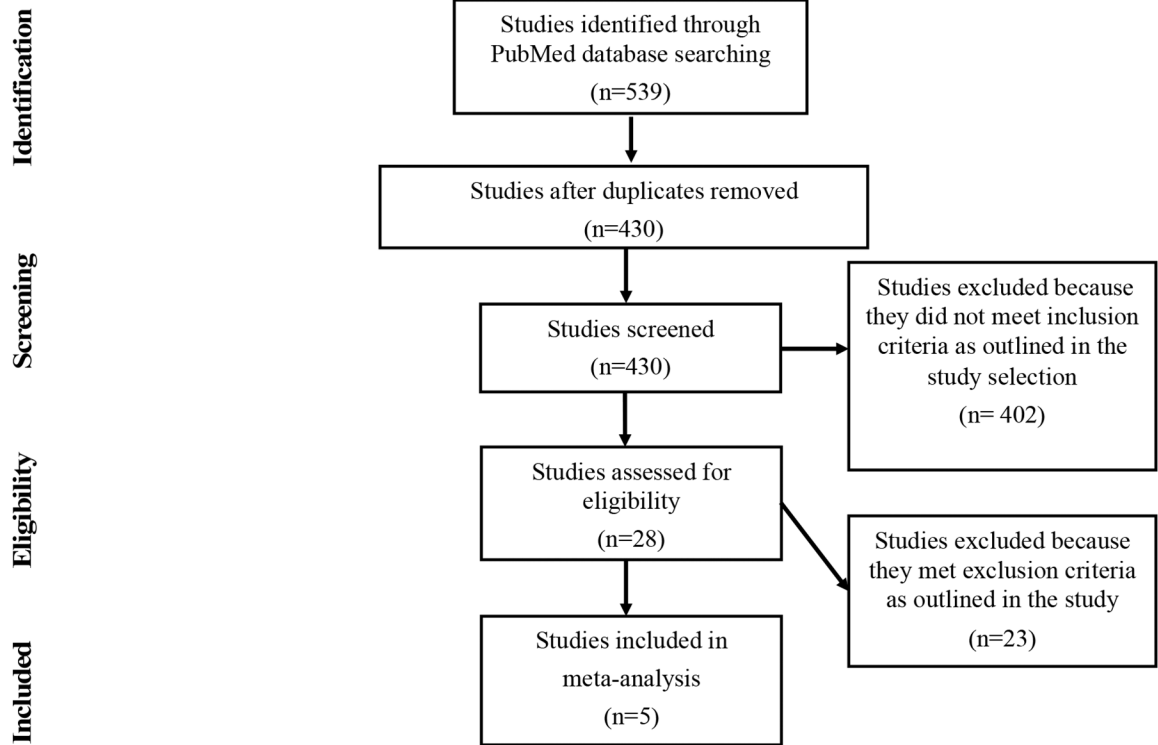 Identification
Studies identified through
PubMed database searching
(n=539)
Studies after duplicates removed
(n=430)
Screening
Studies screened
(n=430)
Studies excluded because
they did not meet inclusion
criteria as outlined in the
study selection
(n= 402)
Eligibility
Studies assessed for
eligibility
(n=28)
Studies excluded because
they met exclusion criteria
as outlined in the study
(n=23)
Included
Studies included in
meta-analysis
(n=5)